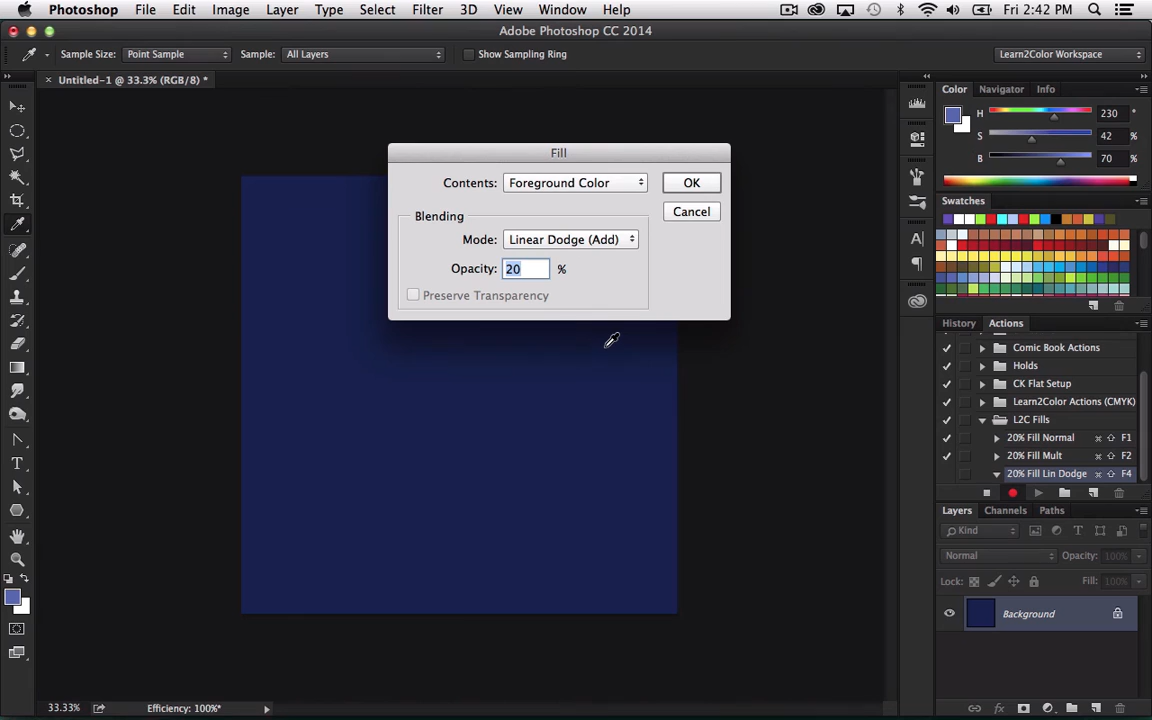 Photoshop File Edit Image Layer Type Select Filter 3D View Window Help Fri 2:42 PM
Adobe Photoshop CC 2014
Sample Size: Point Sample Sample: All Layers Show Sampling Ring Learn2Color Workspace
Untitled-1 @ 33.3% (RGB/8) *
Color Navigator Info
H 230 °
S 42 %
B 70 %
Swatches
Fill
Contents: Foreground Color OK
Cancel
Blending
Mode: Linear Dodge (Add)
Opacity: 20 %
Preserve Transparency
History Actions
Comic Book Actions
Holds
CK Flat Setup
Learn2Color Actions (CMYK)
L2C Fills
20% Fill Normal F1
20% Fill Mult F2
20% Fill Lin Dodge F4
Layers Channels Paths
Kind
Normal Opacity: 100%
Lock: Fill: 100%
Background
33.33% Efficiency: 100%*